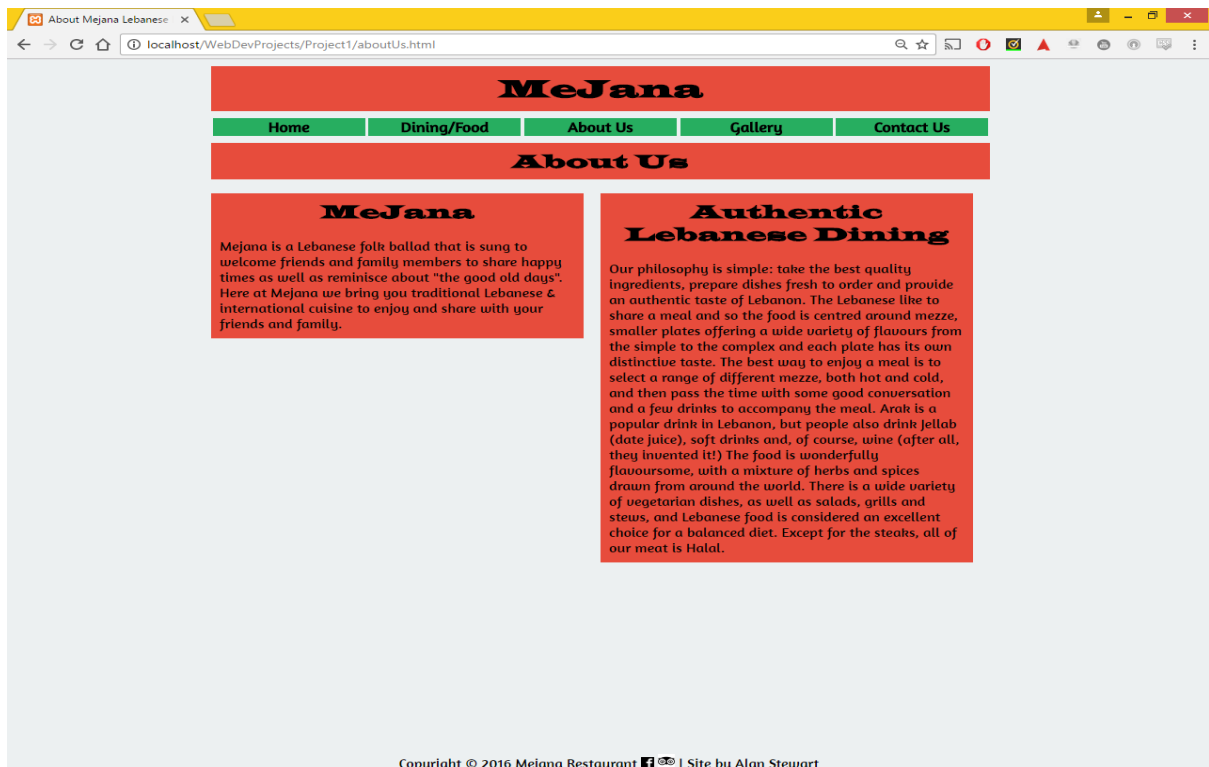 About Mejana Lebanese
localhost/WebDevProjects/Project1/aboutUs.html
MeJana
Home Dining/Food About Us Gallery Contact Us
About Us
MeJana
Mejana is a Lebanese folk ballad that is sung to
welcome friends and family members to share happy
times as well as reminisce about "the good old days".
Here at Mejana we bring you traditional Lebanese &
international cuisine to enjoy and share with your
friends and family.
Authentic
Lebanese Dining
Our philosophy is simple: take the best quality
ingredients, prepare dishes fresh to order and provide
an authentic taste of Lebanon. The Lebanese like to
share a meal and so the food is centred around mezze,
smaller plates offering a wide variety of flavours from
the simple to the complex and each plate has its own
distinctive taste. The best way to enjoy a meal is to
select a range of different mezze, both hot and cold,
and then pass the time with some good conversation
and a few drinks to accompany the meal. Arak is a
popular drink in Lebanon, but people also drink Jellab
(date juice), soft drinks and, of course, wine (after all,
they invented it!) The food is wonderfully
flavoursome, with a mixture of herbs and spices
drawn from around the world. There is a wide variety
of vegetarian dishes, as well as salads, grills and
stews, and Lebanese food is considered an excellent
choice for a balanced diet. Except for the steaks, all of
our meat is Halal.
Copyright © 2016 Mejana Restaurant | Site by Alan Stewart